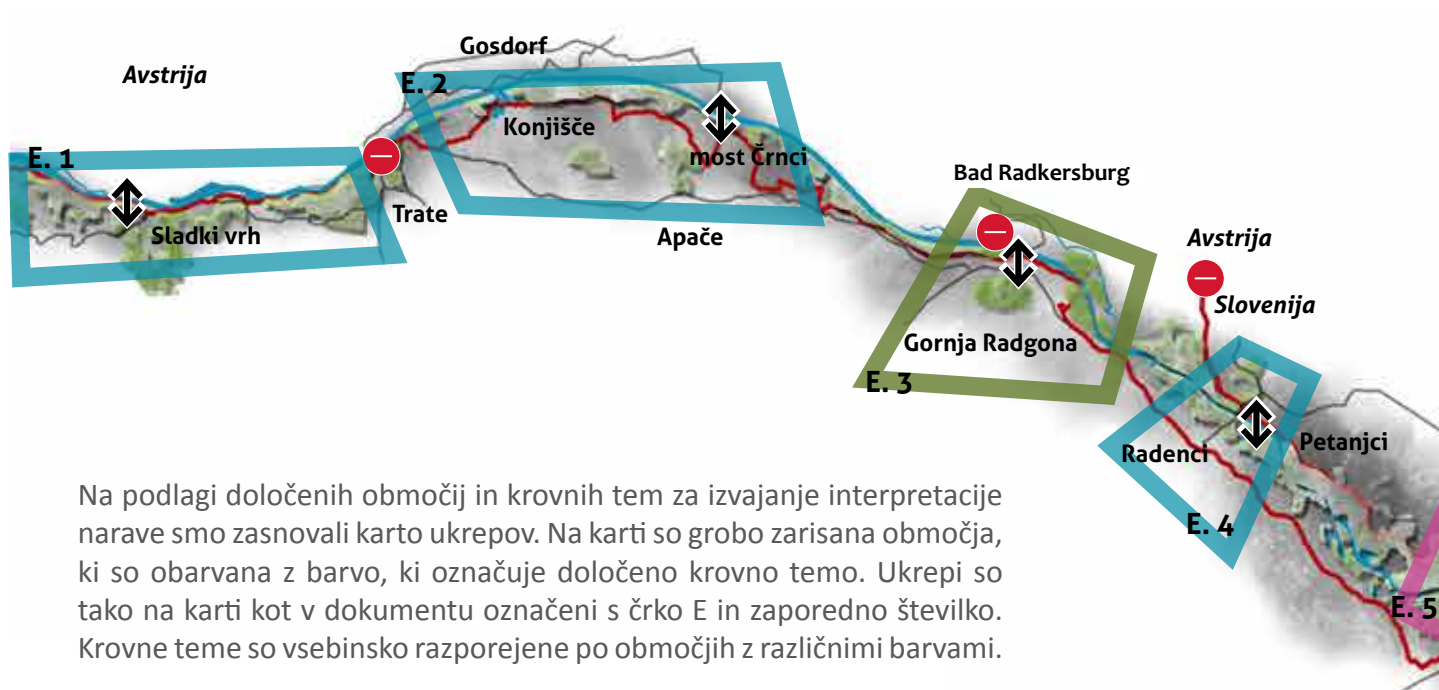 Gosdorf
Avstrija
E. 2
Konjišče
most Črnci
E. 1
Bad Radkersburg
Trate
Sladki vrh
Apače
Avstrija
Slovenija
Gornja Radgona
E. 3
Petanjci
Radenci
E. 4
E. 5
Na podlagi določenih območij in krovnih tem za izvajanje interpretacije
narave smo zasnovali karto ukrepov. Na karti so grobo zarisana območja,
ki so obarvana z barvo, ki označuje določeno krovno temo. Ukrepi so
tako na karti kot v dokumentu označeni s črko E in zaporedno številko.
Krovne teme so vsebinsko razporejene po območjih z različnimi barvami.